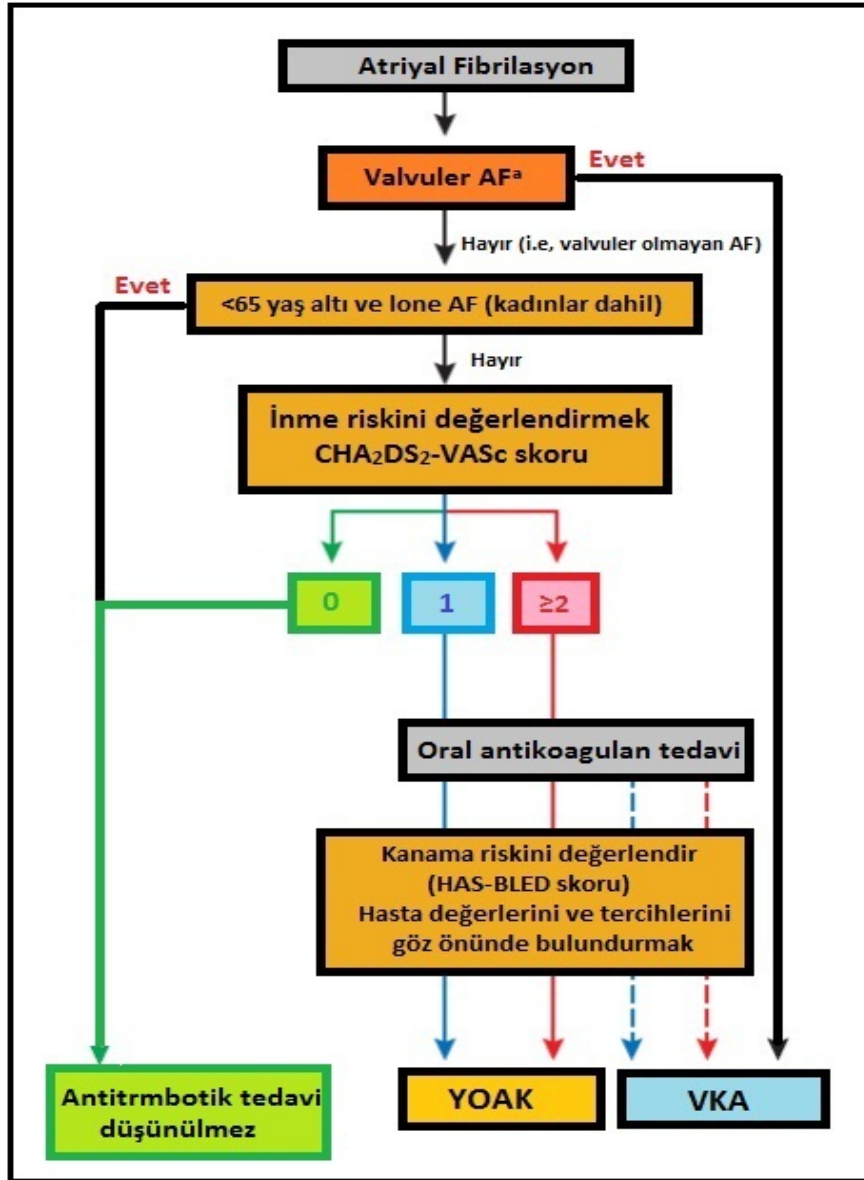 Atriyal Fibrilasyon
Valvuler AFᵃ
Evet
Hayır (i.e, valvuler olmayan AF)
Evet
<65 yaş altı ve lone AF (kadınlar dahil)
Hayır
İnme riskini değerlendirmek
CHA₂DS₂-VASc skoru
0
1
≥2
Oral antikoagulan tedavi
Kanama riskini değerlendir
(HAS-BLED skoru)
Hasta değerlerini ve tercihlerini
göz önünde bulundurmak
Antitrmbotik tedavi
düşünülmez
YOAK
VKA